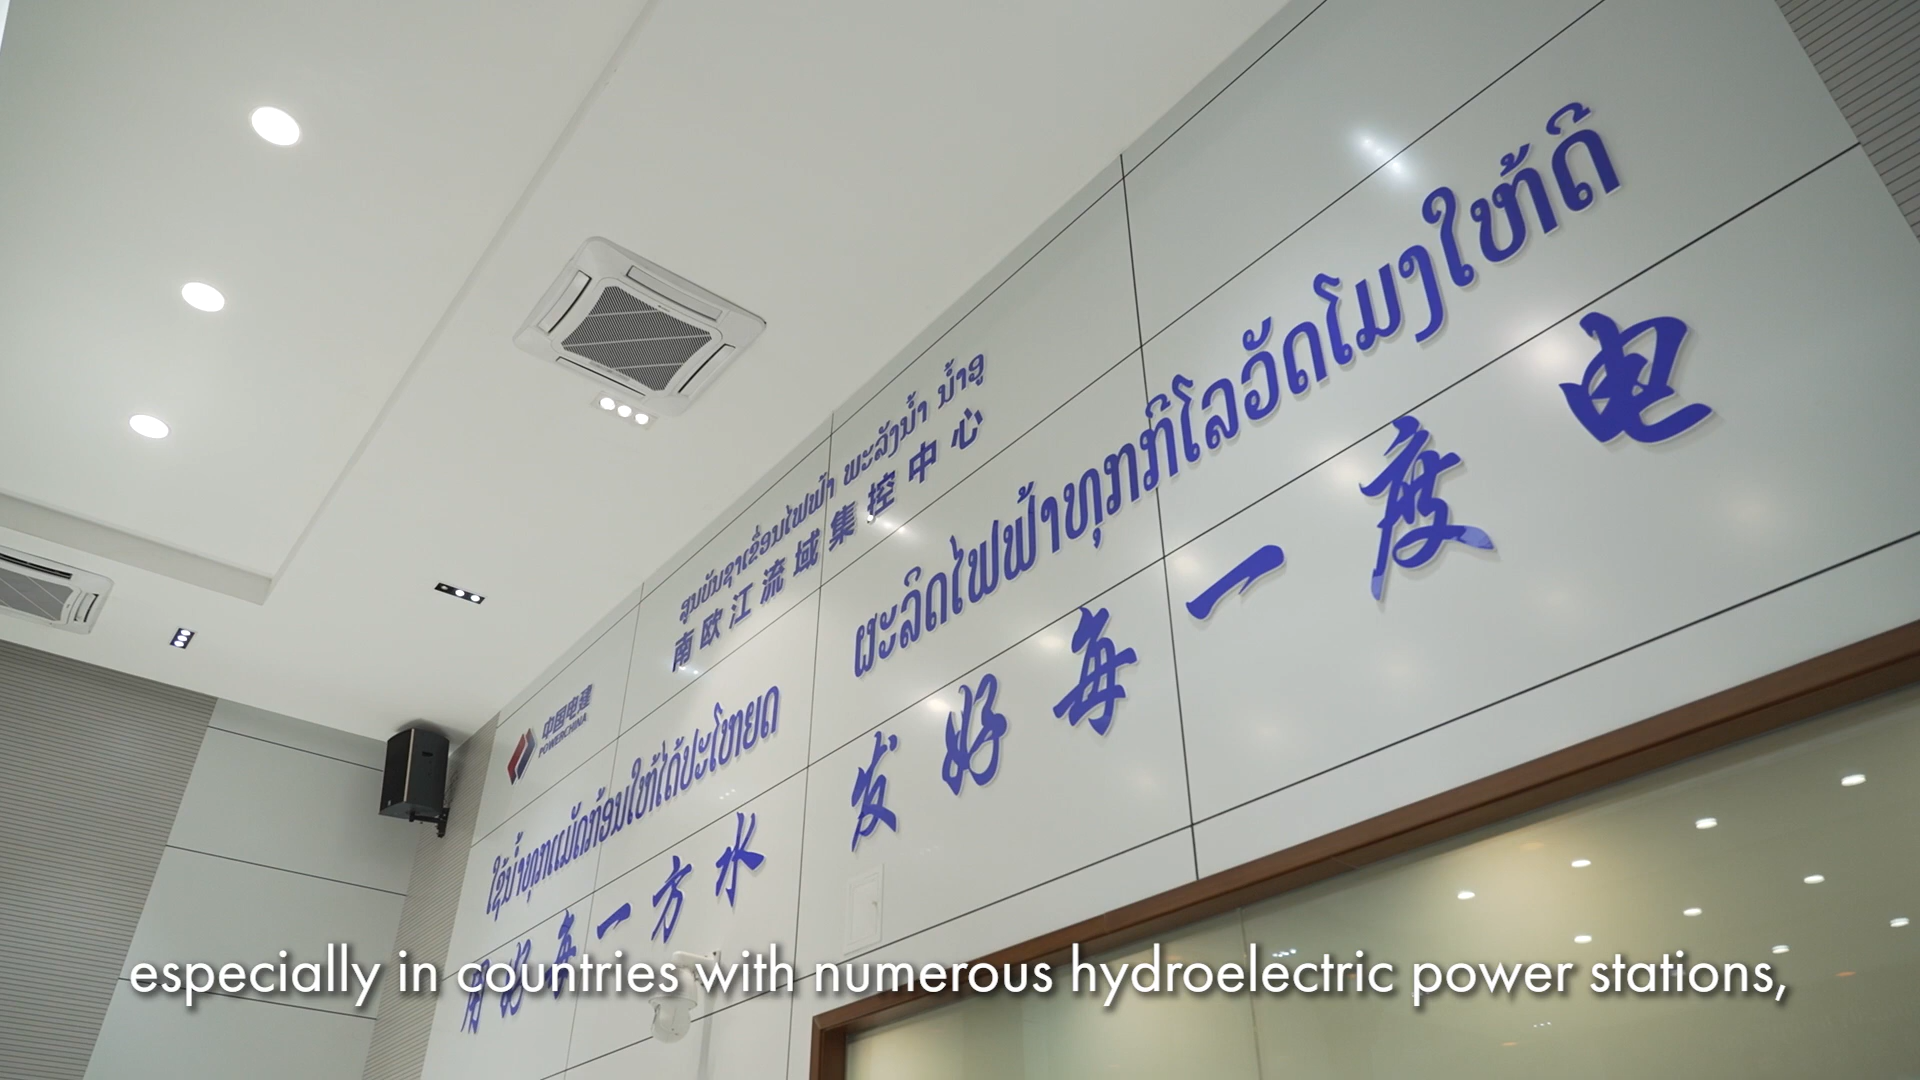 ສູນບັນຊາເຂື່ອນໄຟຟ້າ ພະລັງນ້ຳ ນ້ຳອູ
南欧江流域集控中心
中国电建
POWERCHINA
ໃຊ້ນ້ຳທຸກແມັດກ້ອນໃຫ້ໄດ້ປະໂຫຍດ
ຜະລິດໄຟຟ້າທຸກກິໂລວັດໂມງໃຫ້ດີ
用好每一方水 发好每一度电
especially in countries with numerous hydroelectric power stations,